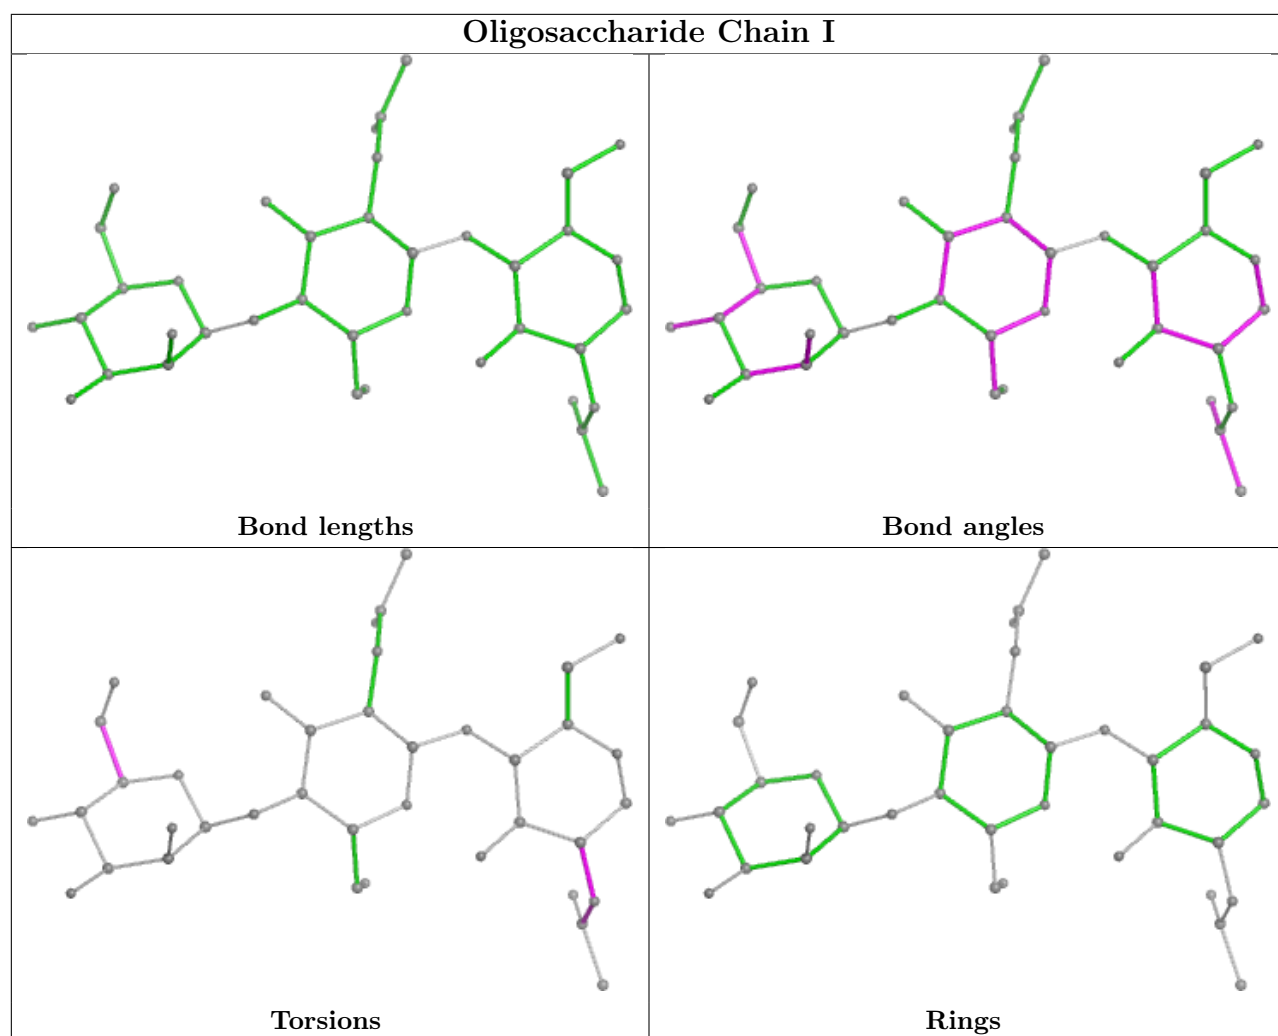 Oligosaccharide Chain I
Bond lengths
Bond angles
Torsions
Rings